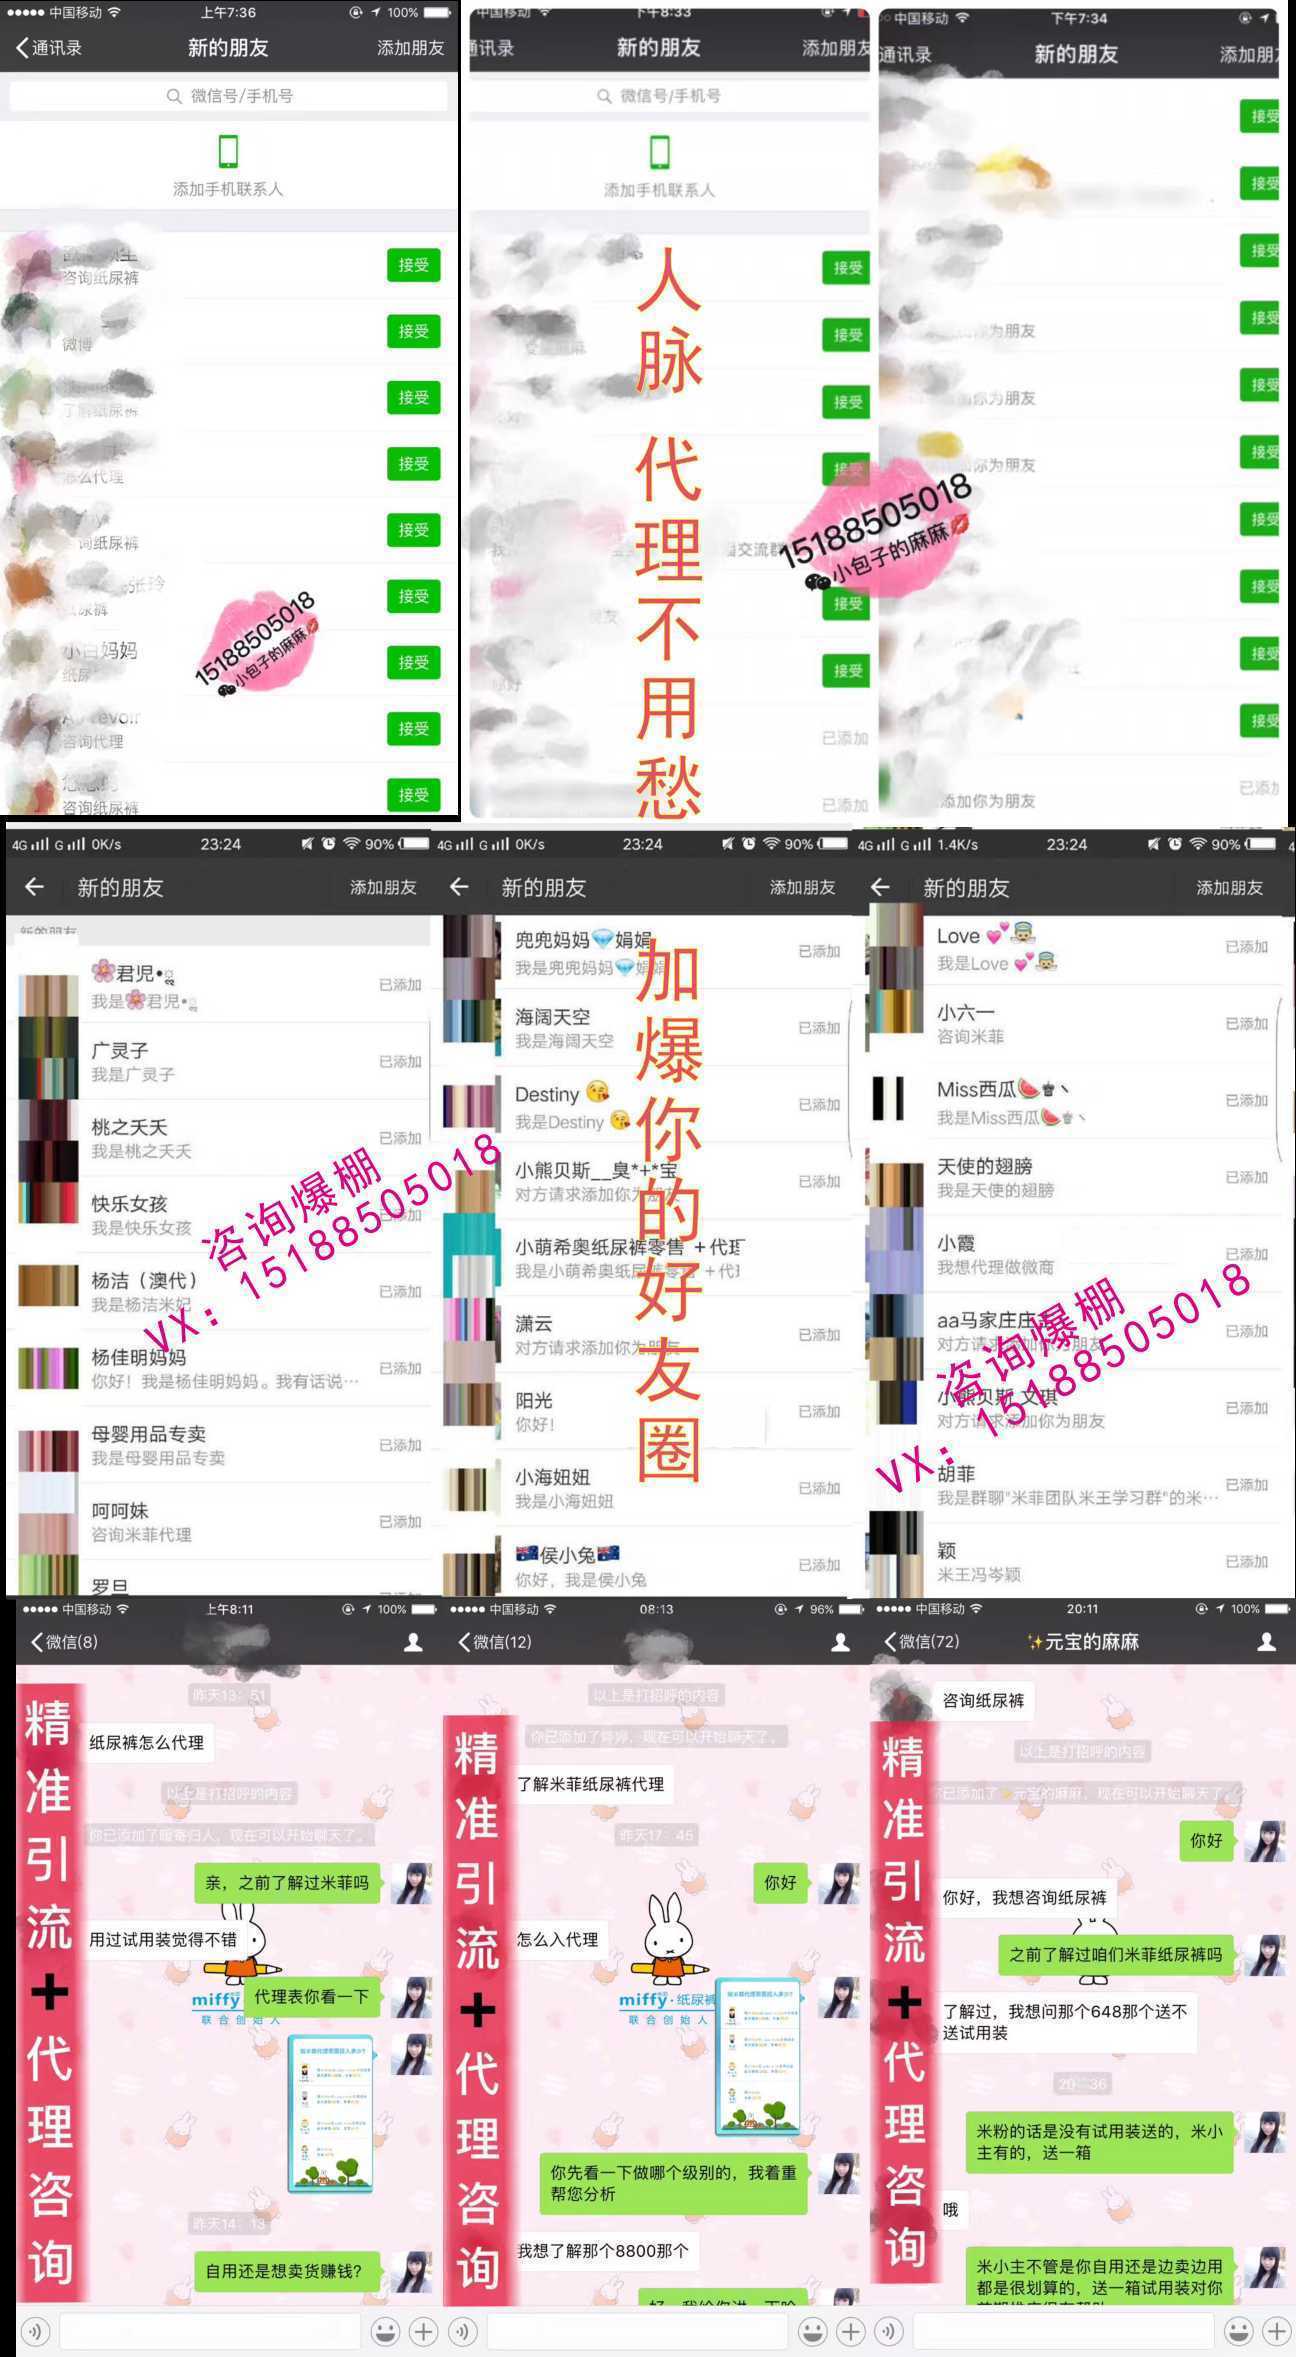 中国移动
上午7:36
100%
通讯录
新的朋友
添加朋友
微信号/手机号
添加手机联系人
咨询纸尿裤
接受
微博
接受
了解纸尿裤
接受
怎么代理
接受
询纸尿裤
接受
张玲
尿裤
接受
小白妈妈
纸尿
接受
咨询代理
接受
咨询纸尿裤
接受
15188505018
小包子的麻麻
中国移动
下午8:33
通讯录
新的朋友
添加朋友
微信号/手机号
添加手机联系人
接受
接受
接受
接受
交流群
接受
接受
你好
已添加
已添加
人脉 代理不用愁
15188505018
小包子的麻麻
中国移动
下午7:34
通讯录
新的朋友
添加朋
接受
接受
接受
你为朋友
接受
你为朋友
接受
你为朋友
接受
接受
接受
接受
接受
添加你为朋友
已添加
4G G 0K/s
23:24
90%
新的朋友
添加朋友
新的朋友
🌸君児•
我是🌸君児•
已添加
广灵子
我是广灵子
已添加
桃之夭夭
我是桃之夭夭
已添加
快乐女孩
我是快乐女孩
已添加
杨洁（澳代）
我是杨洁米妃
已添加
杨佳明妈妈
你好！我是杨佳明妈妈。我有话说…
已添加
母婴用品专卖
我是母婴用品专卖
已添加
呵呵妹
咨询米菲代理
已添加
罗旦
咨询爆棚
VX: 15188505018
4G G 0K/s
23:24
90%
新的朋友
添加朋友
兜兜妈妈💎娟娟
我是兜兜妈妈💎娟娟
已添加
海阔天空
我是海阔天空
已添加
Destiny 😘
我是Destiny 😘
已添加
小熊贝斯__臭*+*宝
对方请求添加你为朋友
已添加
小萌希奥纸尿裤零售 +代理
我是小萌希奥纸尿裤零售 +代
已添加
潇云
对方请求添加你为朋友
已添加
阳光
你好!
已添加
小海妞妞
我是小海妞妞
已添加
🇦🇺侯小兔🇦🇺
你好，我是侯小兔
已添加
加爆你的好友圈
4G G 1.4K/s
23:24
90%
新的朋友
添加朋友
Love 💕👼
我是Love 💕👼
已添加
小六一
咨询米菲
已添加
Miss西瓜🍉
我是Miss西瓜🍉
已添加
天使的翅膀
我是天使的翅膀
已添加
小霞
我想代理做微商
已添加
aa马家庄庄
对方请求添加你为朋友
已添加
小熊贝斯 文琪
对方请求添加你为朋友
已添加
胡菲
我是群聊"米菲团队米王学习群"的米…
已添加
颖
米王冯岑颖
已添加
咨询爆棚
VX: 15188505018
中国移动
上午8:11
100%
微信(8)
昨天13:51
纸尿裤怎么代理
以上是打招呼的内容
你已添加了暖寄归人，现在可以开始聊天了。
亲，之前了解过米菲吗
用过试用装觉得不错
代理表你看一下
miffy
联合创始人
昨天14:13
自用还是想卖货赚钱?
精准引流+代理咨询
中国移动
08:13
96%
微信(12)
以上是打招呼的内容
你已添加了婷婷，现在可以开始聊天了。
了解米菲纸尿裤代理
昨天17:45
你好
怎么入代理
miffy·纸尿裤
联合创始人
你先看一下做哪个级别的，我着重
帮您分析
我想了解那个8800那个
精准引流+代理咨询
中国移动
20:11
100%
微信(72)
✨元宝的麻麻
咨询纸尿裤
以上是打招呼的内容
你已添加了✨元宝的麻麻，现在可以开始聊天了。
你好
你好，我想咨询纸尿裤
之前了解过咱们米菲纸尿裤吗
了解过，我想问那个648那个送不
送试用装
20:36
米粉的话是没有试用装送的，米小
主有的，送一箱
哦
米小主不管是你自用还是边卖边用
都是很划算的，送一箱试用装对你
精准引流+代理咨询